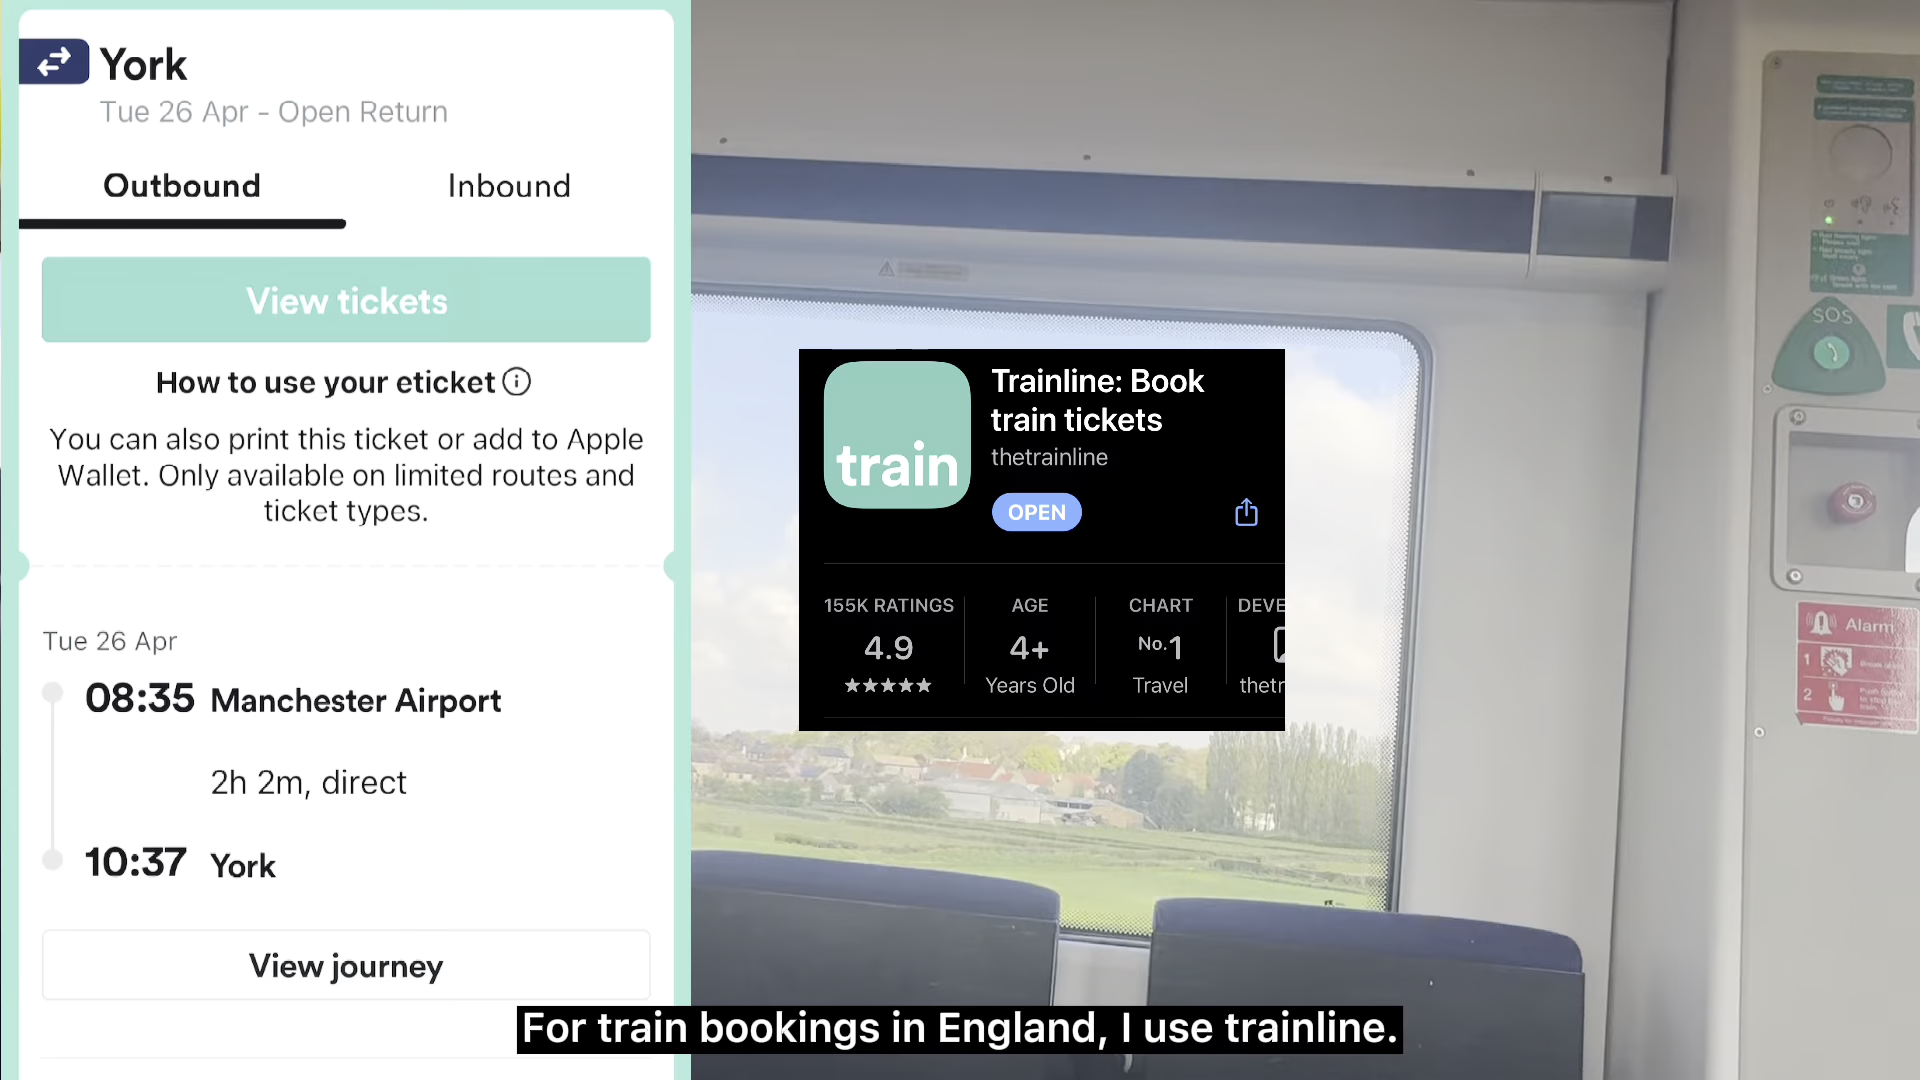 York
Tue 26 Apr - Open Return
Outbound
Inbound
View tickets
How to use your eticket
You can also print this ticket or add to Apple
Wallet. Only available on limited routes and
ticket types.
Tue 26 Apr
08:35 Manchester Airport
2h 2m, direct
10:37 York
View journey
train
Trainline: Book
train tickets
thetrainline
OPEN
155K RATINGS
4.9
AGE
4+
Years Old
CHART
No.1
Travel
DEVE
thetr
SOS
Alarm
1
2
For train bookings in England, I use trainline.